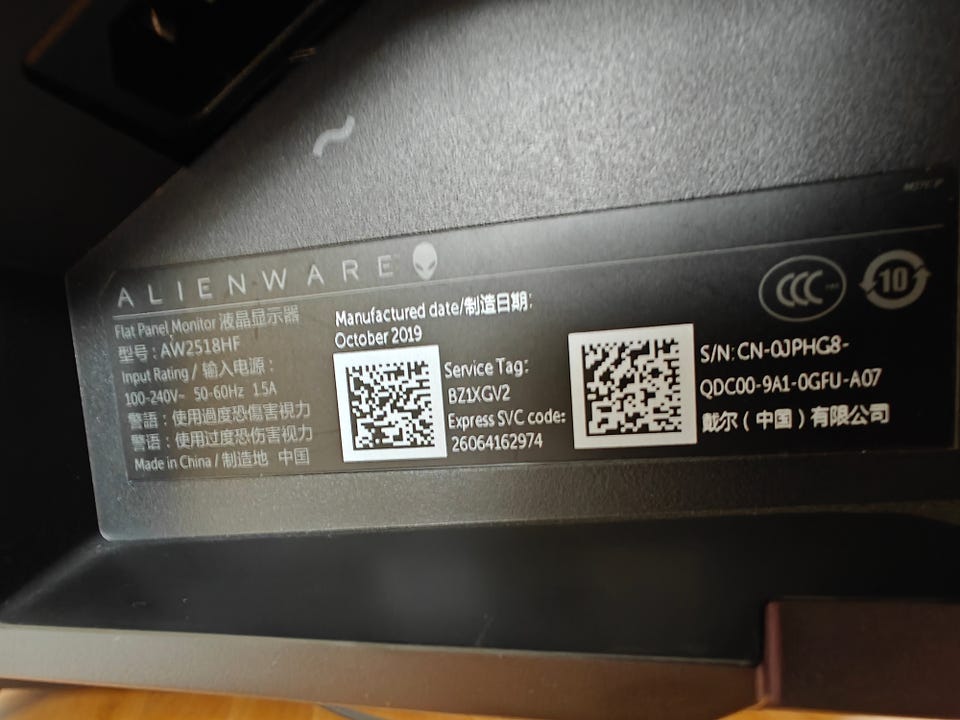 ALIENWARE
Flat Panel Monitor 液晶显示器
型号：AW2518HF
Input Rating / 输入电源：
100-240V~ 50-60Hz 1.5A
警語：使用過度恐傷害視力
警语：使用过度恐伤害视力
Made in China / 制造地 中国
Manufactured date/制造日期:
October 2019
Service Tag:
BZ1XGV2
Express SVC code:
26064162974
CCC
10
S/N: CN-0JPHG8-
QDC00-9A1-0GFU-A07
戴尔（中国）有限公司